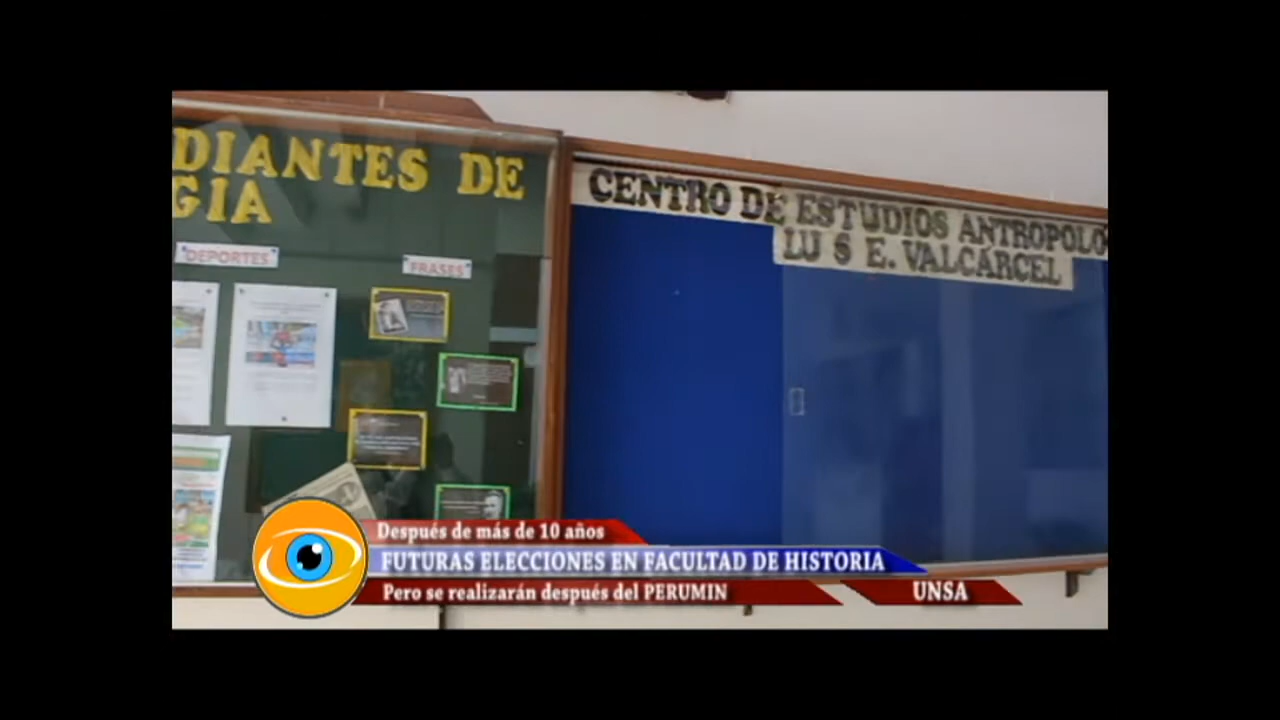 DIANTES DE
GIA
DEPORTES
FRASES
CENTRO DE ESTUDIOS ANTROPOLO
LU S E. VALCARCEL
Después de más de 10 años
FUTURAS ELECCIONES EN FACULTAD DE HISTORIA
Pero se realizarán después del PERUMIN
UNSA